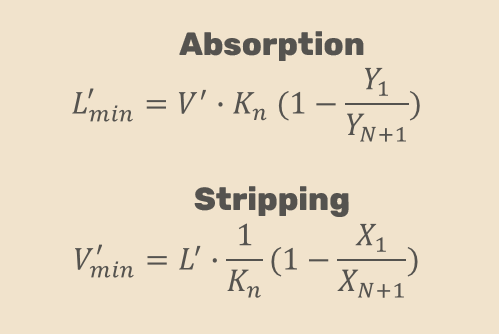 Absorption
L′min = V′ · Kn (1 − Y1/YN+1)
Stripping
V′min = L′ · 1/Kn (1 − X1/XN+1)